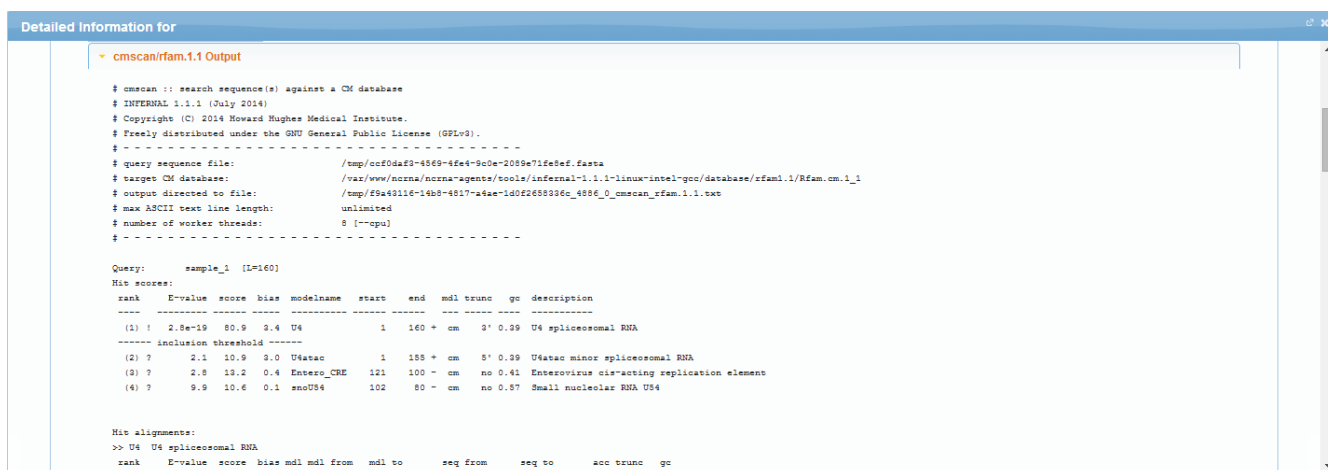 Detailed Information for
cmscan/rfam.1.1 Output
# cmscan :: search sequence(s) against a CM database
# INFERNAL 1.1.1 (July 2014)
# Copyright (C) 2014 Howard Hughes Medical Institute.
# Freely distributed under the GNU General Public License (GPLv3).
# - - - - - - - - - - - - - - - - - - - - - - - - - - - - - - - - - - - -
# query sequence file: /tmp/ccf0daf3-4569-4fe4-9c0e-2089e71fe8ef.fasta
# target CM database: /var/www/ncrna/ncrna-agents/tools/infernal-1.1.1-linux-intel-gcc/database/rfam1.1/Rfam.cm.1_1
# output directed to file: /tmp/f9a43116-14b8-4817-a4ae-1d0f2658336c_4886_0_cmscan_rfam.1.1.txt
# max ASCII text line length: unlimited
# number of worker threads: 8 [--cpu]
# - - - - - - - - - - - - - - - - - - - - - - - - - - - - - - - - - - - -
Query: sample_1 [L=160]
Hit scores:
rank E-value score bias modelname start end mdl trunc gc description
---- --------- ------ ----- ---------- ------ ------ --- ----- ---- -----------
(1) ! 2.8e-19 80.9 3.4 U4 1 160 + cm 3' 0.39 U4 spliceosomal RNA
------ inclusion threshold ------
(2) ? 2.1 10.9 3.0 U4atac 1 155 + cm 5' 0.39 U4atac minor spliceosomal RNA
(3) ? 2.8 13.2 0.4 Entero_CRE 121 100 - cm no 0.41 Enterovirus cis-acting replication element
(4) ? 9.9 10.6 0.1 snoU54 102 80 - cm no 0.57 Small nucleolar RNA U54
Hit alignments:
>> U4 U4 spliceosomal RNA
rank E-value score bias mdl mdl from mdl to seq from seq to acc trunc gc